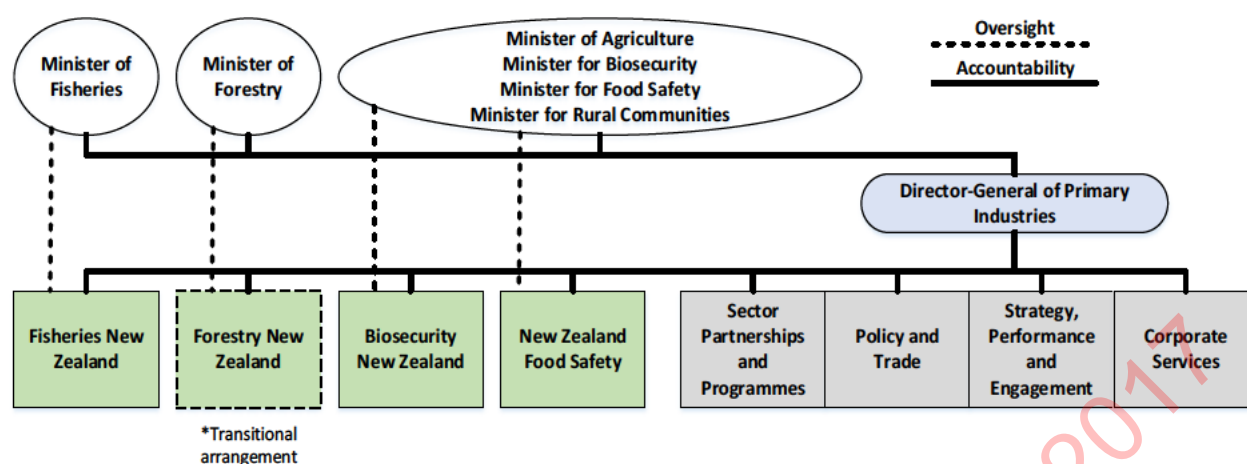 Minister of
Fisheries
Minister of
Forestry
Minister of Agriculture
Minister for Biosecurity
Minister for Food Safety
Minister for Rural Communities
Oversight
Accountability
Director-General of Primary
Industries
Fisheries New
Zealand
Forestry New
Zealand
Biosecurity
New Zealand
New Zealand
Food Safety
Sector
Partnerships
and
Programmes
Policy and
Trade
Strategy,
Performance
and
Engagement
Corporate
Services
*Transitional
arrangement
2017